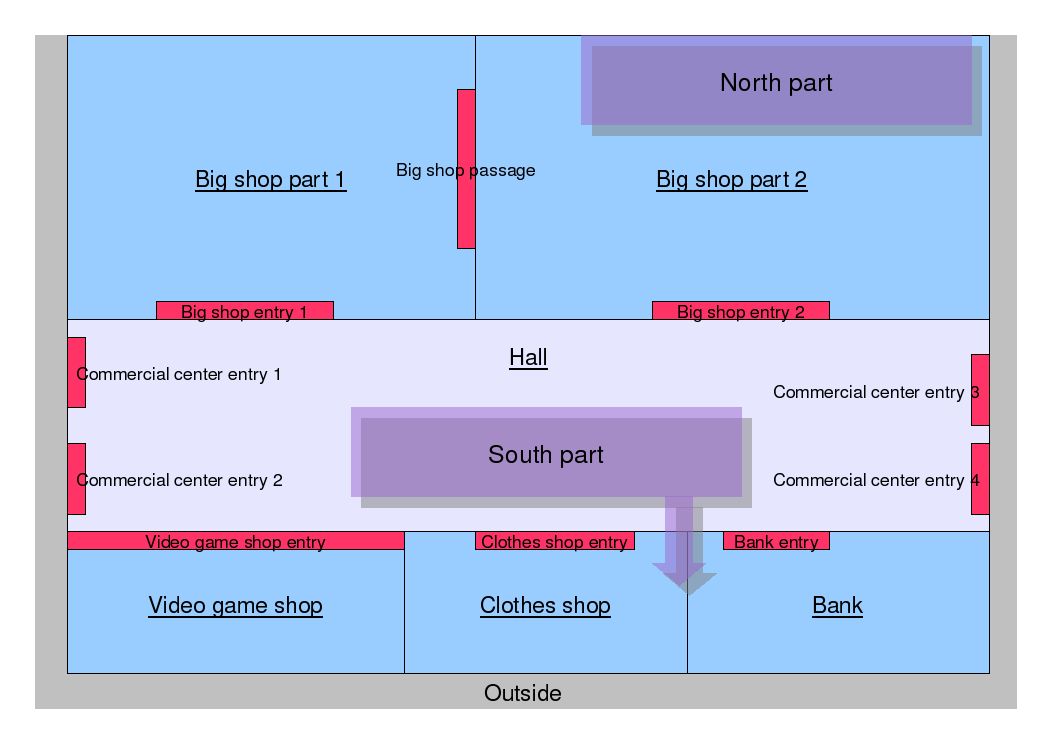 North part
Big shop passage
Big shop part 1
Big shop part 2
Big shop entry 1
Big shop entry 2
Hall
Commercial center entry 1
Commercial center entry 3
South part
Commercial center entry 2
Commercial center entry 4
Video game shop entry
Clothes shop entry
Bank entry
Video game shop
Clothes shop
Bank
Outside